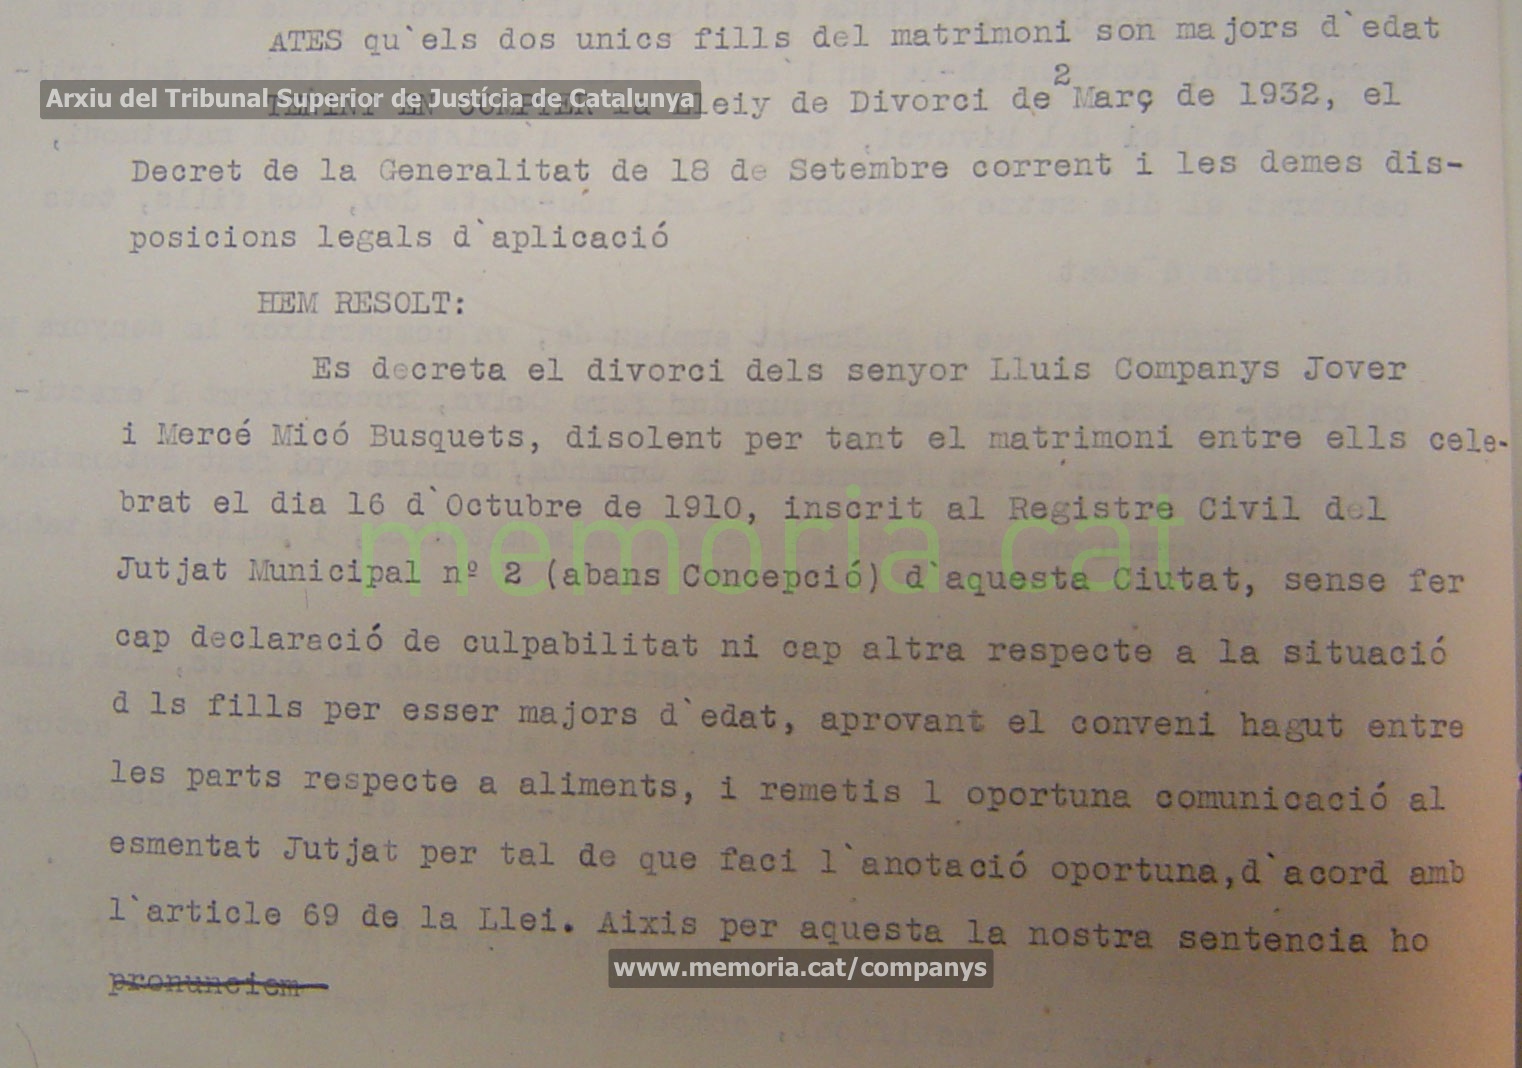 ATES qu`els dos unics fills del matrimoni son majors d`edat
Arxiu del Tribunal Superior de Justícia de Catalunya
TENINT EN COMPTER la Lleiy de Divorci de 2 Març de 1932, el
Decret de la Generalitat de 18 de Setembre corrent i les demes dis-
posicions legals d`aplicació
HEM RESOLT:
Es decreta el divorci dels senyor Lluis Companys Jover
i Mercé Micó Busquets, disolent per tant el matrimoni entre ells cele-
brat el dia 16 d`Octubre de 1910, inscrit al Registre Civil del
memoria.cat
Jutjat Municipal nº 2 (abans Concepció) d`aquesta Ciutat, sense fer
cap declaració de culpabilitat ni cap altra respecte a la situació
d ls fills per esser majors d`edat, aprovant el conveni hagut entre
les parts respecte a aliments, i remetis l oportuna comunicació al
esmentat Jutjat per tal de que faci l`anotació oportuna,d`acord amb
l`article 69 de la Llei. Aixis per aquesta la nostra sentencia ho
www.memoria.cat/companys
pronunciem